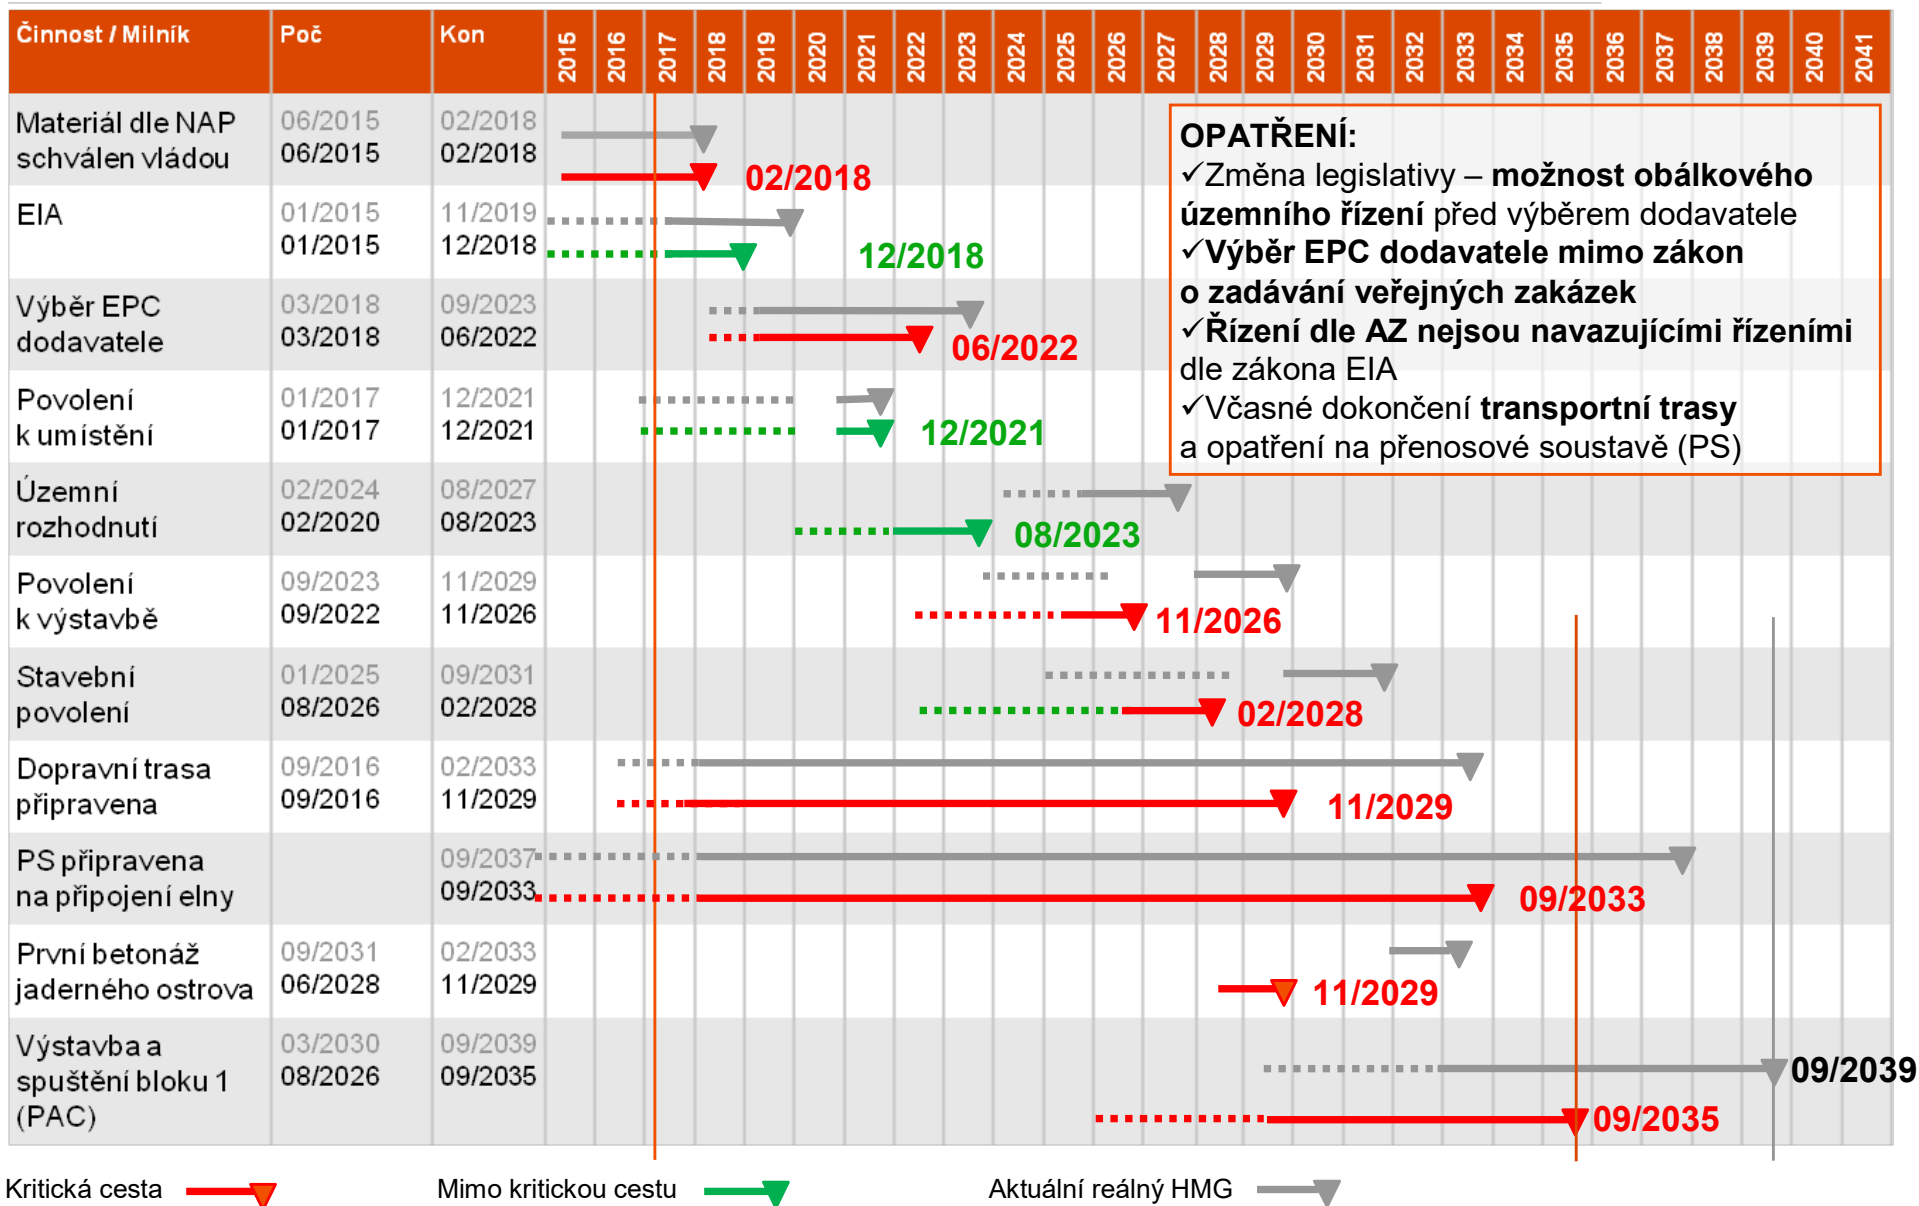 Činnost / Milník Poč Kon 2015 2016 2017 2018 2019 2020 2021 2022 2023 2024 2025 2026 2027 2028 2029 2030 2031 2032 2033 2034 2035 2036 2037 2038 2039 2040 2041
Materiál dle NAP 06/2015 02/2018
schválen vládou 06/2015 02/2018
02/2018
EIA 01/2015 11/2019
01/2015 12/2018
12/2018
Výběr EPC 03/2018 09/2023
dodavatele 03/2018 06/2022
06/2022
Povolení 01/2017 12/2021
k umístění 01/2017 12/2021
12/2021
Územní 02/2024 08/2027
rozhodnutí 02/2020 08/2023
08/2023
Povolení 09/2023 11/2029
k výstavbě 09/2022 11/2026
11/2026
Stavební 01/2025 09/2031
povolení 08/2026 02/2028
02/2028
Dopravní trasa 09/2016 02/2033
připravena 09/2016 11/2029
11/2029
PS připravena 09/2037
na připojení elny 09/2033
09/2033
První betonáž 09/2031 02/2033
jaderného ostrova 06/2028 11/2029
11/2029
Výstavba a 03/2030 09/2039
spuštění bloku 1 08/2026 09/2035
(PAC)
09/2039
09/2035
OPATŘENÍ:
✓Změna legislativy – možnost obálkového
územního řízení před výběrem dodavatele
✓Výběr EPC dodavatele mimo zákon
o zadávání veřejných zakázek
✓Řízení dle AZ nejsou navazujícími řízeními
dle zákona EIA
✓Včasné dokončení transportní trasy
a opatření na přenosové soustavě (PS)
Kritická cesta
Mimo kritickou cestu
Aktuální reálný HMG